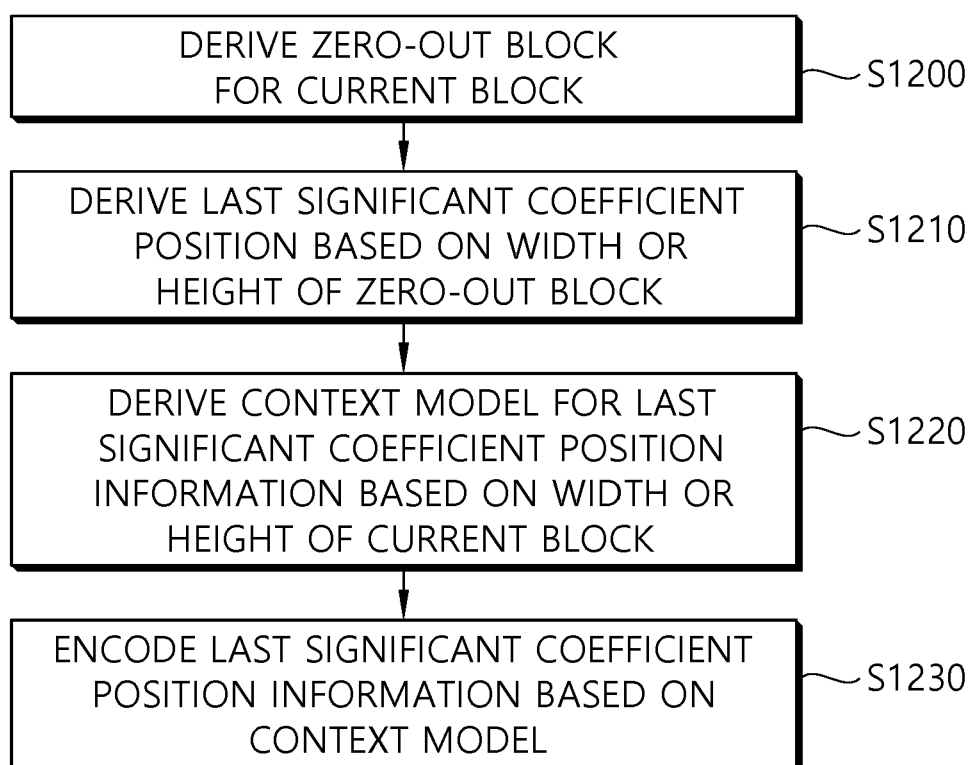 DERIVE ZERO-OUT BLOCK
FOR CURRENT BLOCK
S1200
DERIVE LAST SIGNIFICANT COEFFICIENT
POSITION BASED ON WIDTH OR
HEIGHT OF ZERO-OUT BLOCK
S1210
DERIVE CONTEXT MODEL FOR LAST
SIGNIFICANT COEFFICIENT POSITION
INFORMATION BASED ON WIDTH OR
HEIGHT OF CURRENT BLOCK
S1220
ENCODE LAST SIGNIFICANT COEFFICIENT
POSITION INFORMATION BASED ON
CONTEXT MODEL
S1230